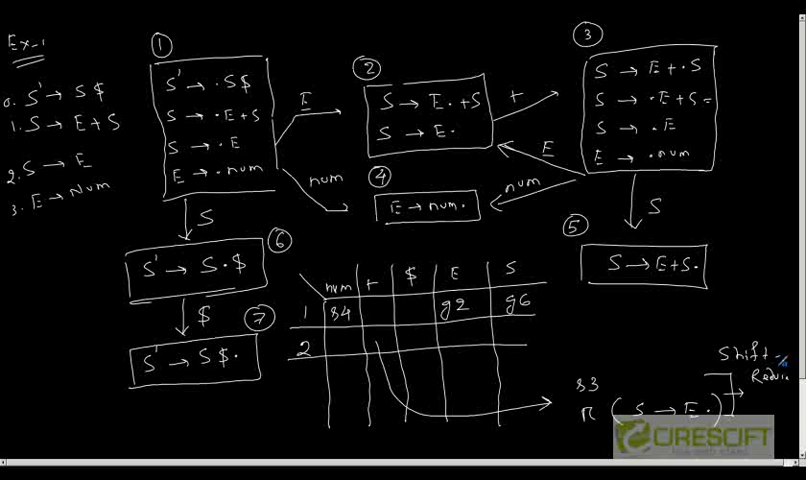 Ex-1
0. S' → S$
1. S → E + S
2. S → E
3. E → Num
①
S' → ·S$
S → ·E+S
S → ·E
E → ·num
E
num
②
S → E·+S
S → E·
+
③
S → E+·S
S → ·E+S
S → ·E
E → ·num
E
num
④
E → num·
S
⑥
S' → S·$
$
⑦
S' → S$·
S
⑤
S → E+S·
num + $ E S
1 s4 g2 g6
2
s3
R ( S → E· )
Shift-
Redu
CIRESCIFT